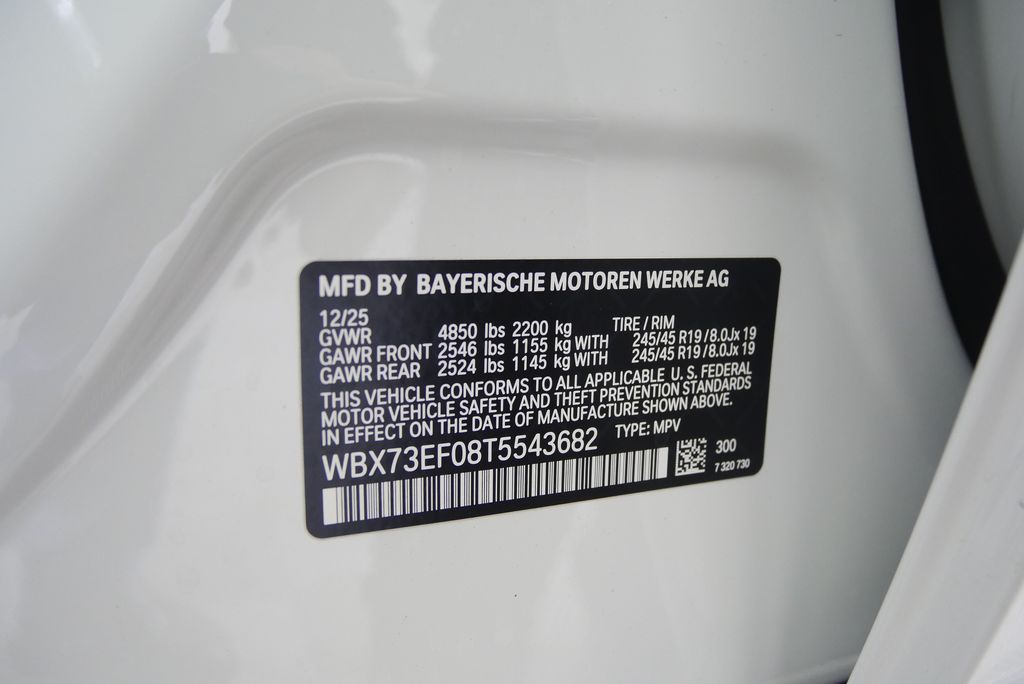 MFD BY BAYERISCHE MOTOREN WERKE AG
12/25
GVWR 4850 lbs 2200 kg TIRE / RIM
GAWR FRONT 2546 lbs 1155 kg WITH 245/45 R19 / 8.0Jx 19
GAWR REAR 2524 lbs 1145 kg WITH 245/45 R19 / 8.0Jx 19
THIS VEHICLE CONFORMS TO ALL APPLICABLE U.S. FEDERAL
MOTOR VEHICLE SAFETY AND THEFT PREVENTION STANDARDS
IN EFFECT ON THE DATE OF MANUFACTURE SHOWN ABOVE.
WBX73EF08T5543682 TYPE: MPV
300
7 320 730